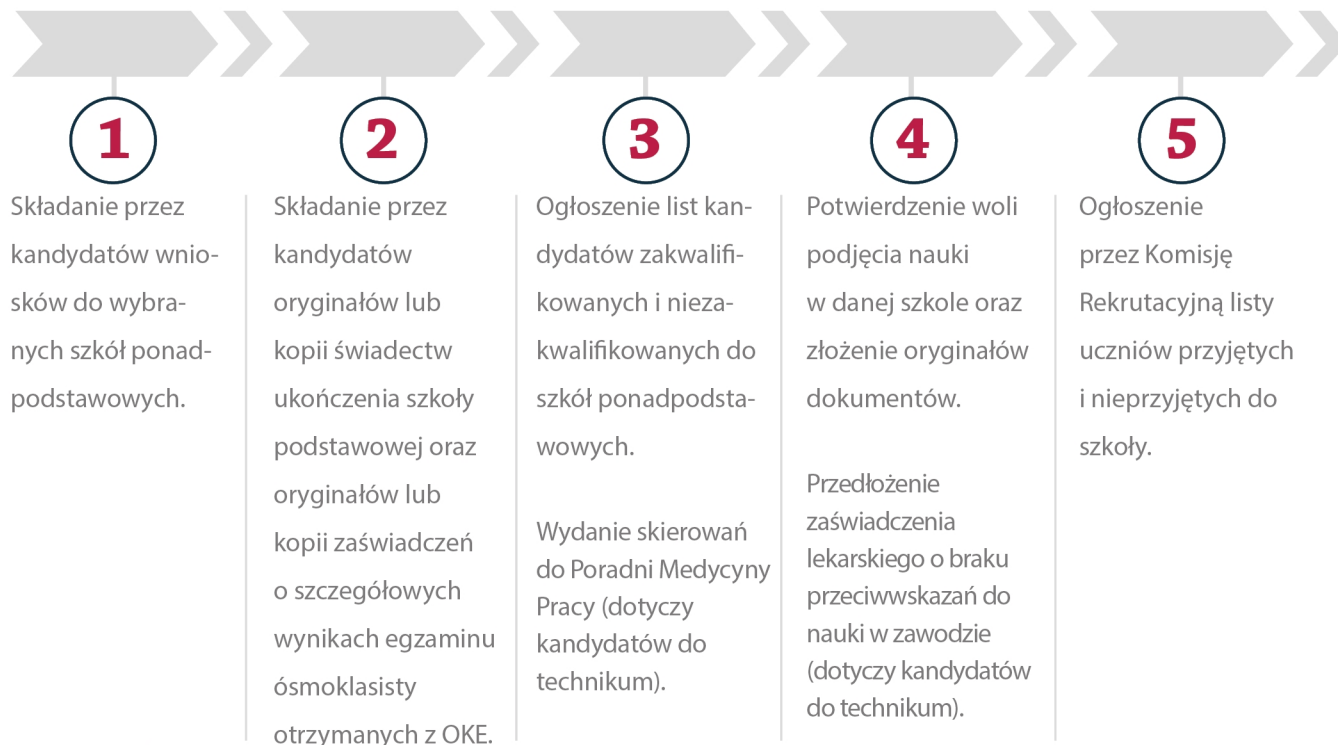 1
Składanie przez
kandydatów wnio-
sków do wybra-
nych szkół ponad-
podstawowych.
2
Składanie przez
kandydatów
oryginałów lub
kopii świadectw
ukończenia szkoły
podstawowej oraz
oryginałów lub
kopii zaświadczeń
o szczegółowych
wynikach egzaminu
ósmoklasisty
otrzymanych z OKE.
3
Ogłoszenie list kan-
dydatów zakwalifi-
kowanych i nieza-
kwalifikowanych do
szkół ponadpodsta-
wowych.
Wydanie skierowań
do Poradni Medycyny
Pracy (dotyczy
kandydatów do
technikum).
4
Potwierdzenie woli
podjęcia nauki
w danej szkole oraz
złożenie oryginałów
dokumentów.
Przedłożenie
zaświadczenia
lekarskiego o braku
przeciwwskazań do
nauki w zawodzie
(dotyczy kandydatów
do technikum).
5
Ogłoszenie
przez Komisję
Rekrutacyjną listy
uczniów przyjętych
i nieprzyjętych do
szkoły.